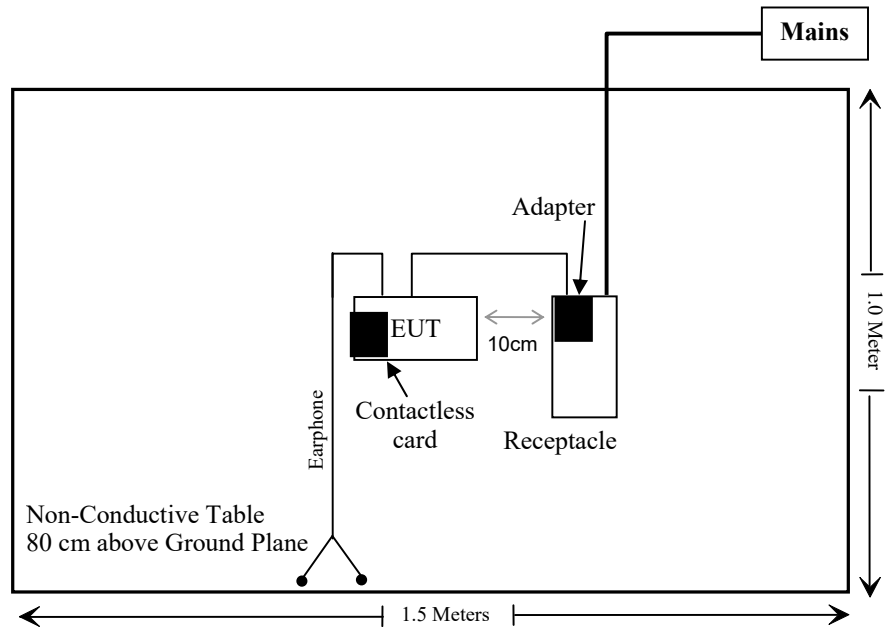 Mains
Adapter
EUT
10cm
1.0 Meter
Contactless
card
Receptacle
Earphone
Non-Conductive Table
80 cm above Ground Plane
1.5 Meters